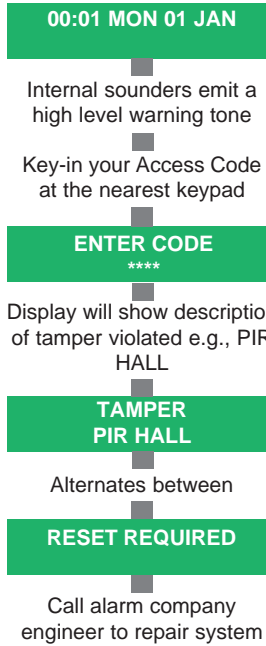 00:01 MON 01 JAN
Internal sounders emit a
high level warning tone
Key-in your Access Code
at the nearest keypad
ENTER CODE
****
Display will show descriptio
of tamper violated e.g., PIR
HALL
TAMPER
PIR HALL
Alternates between
RESET REQUIRED
Call alarm company
engineer to repair system